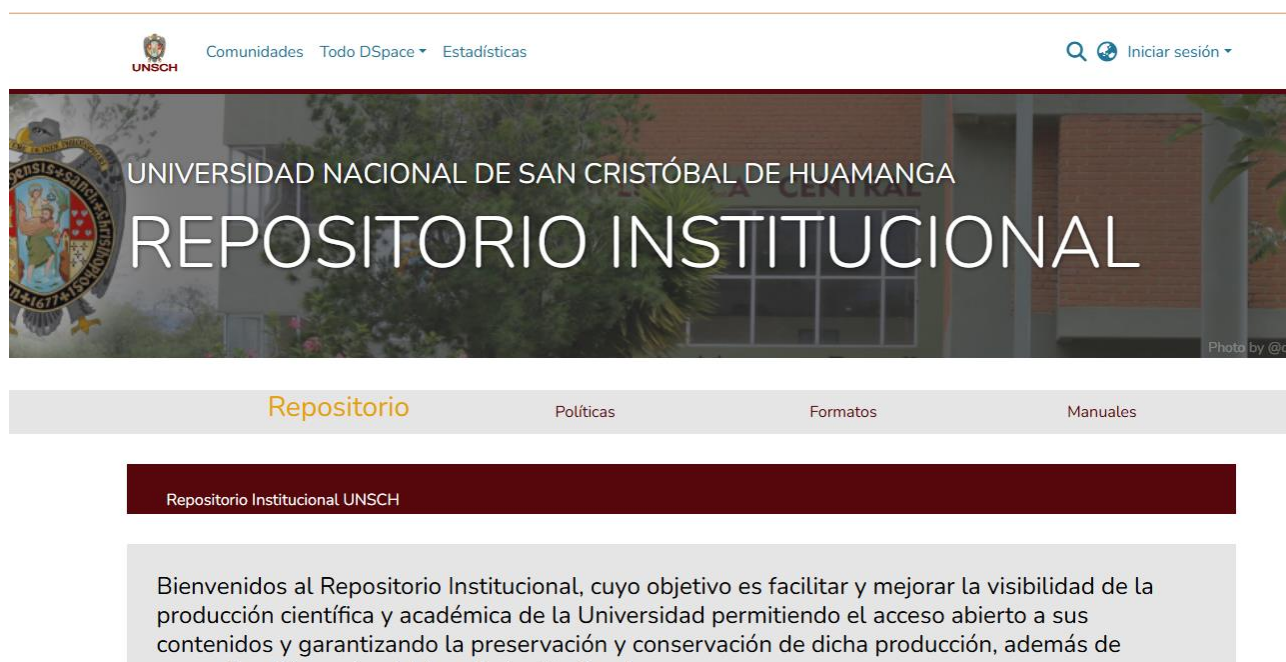 UNSCH
Comunidades Todo DSpace Estadísticas Iniciar sesión
UNIVERSIDAD NACIONAL DE SAN CRISTÓBAL DE HUAMANGA
CENTRAL
REPOSITORIO INSTITUCIONAL
1677
Photo by
Repositorio Políticas Formatos Manuales
Repositorio Institucional UNSCH
Bienvenidos al Repositorio Institucional, cuyo objetivo es facilitar y mejorar la visibilidad de la
producción científica y académica de la Universidad permitiendo el acceso abierto a sus
contenidos y garantizando la preservación y conservación de dicha producción, además de